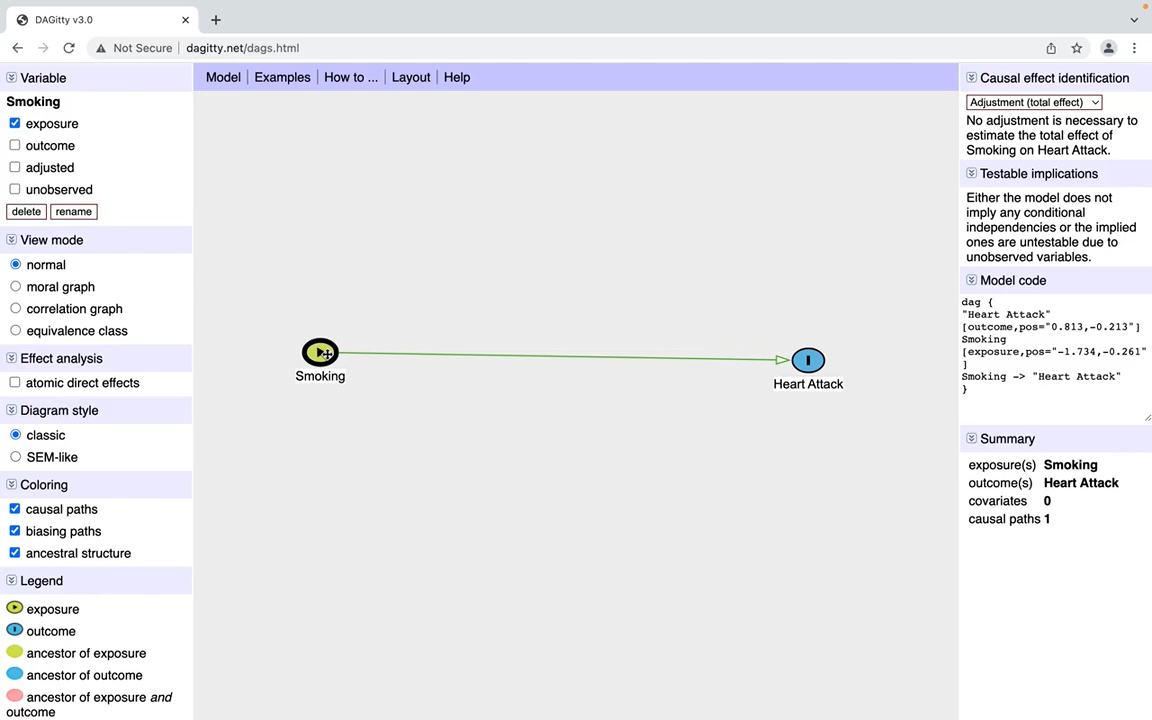 DAGitty v3.0
Not Secure
dagitty.net/dags.html
Variable
Smoking
exposure
outcome
adjusted
unobserved
delete
rename
View mode
normal
moral graph
correlation graph
equivalence class
Effect analysis
atomic direct effects
Diagram style
classic
SEM-like
Coloring
causal paths
biasing paths
ancestral structure
Legend
exposure
outcome
ancestor of exposure
ancestor of outcome
ancestor of exposure and
outcome
Model
Examples
How to ...
Layout
Help
Smoking
Heart Attack
Causal effect identification
Adjustment (total effect)
No adjustment is necessary to
estimate the total effect of
Smoking on Heart Attack.
Testable implications
Either the model does not
imply any conditional
independencies or the implied
ones are untestable due to
unobserved variables.
Model code
dag {
"Heart Attack"
[outcome,pos="0.813,-0.213"]
Smoking
[exposure,pos="-1.734,-0.261"
]
Smoking -> "Heart Attack"
}
Summary
exposure(s) Smoking
outcome(s) Heart Attack
covariates 0
causal paths 1